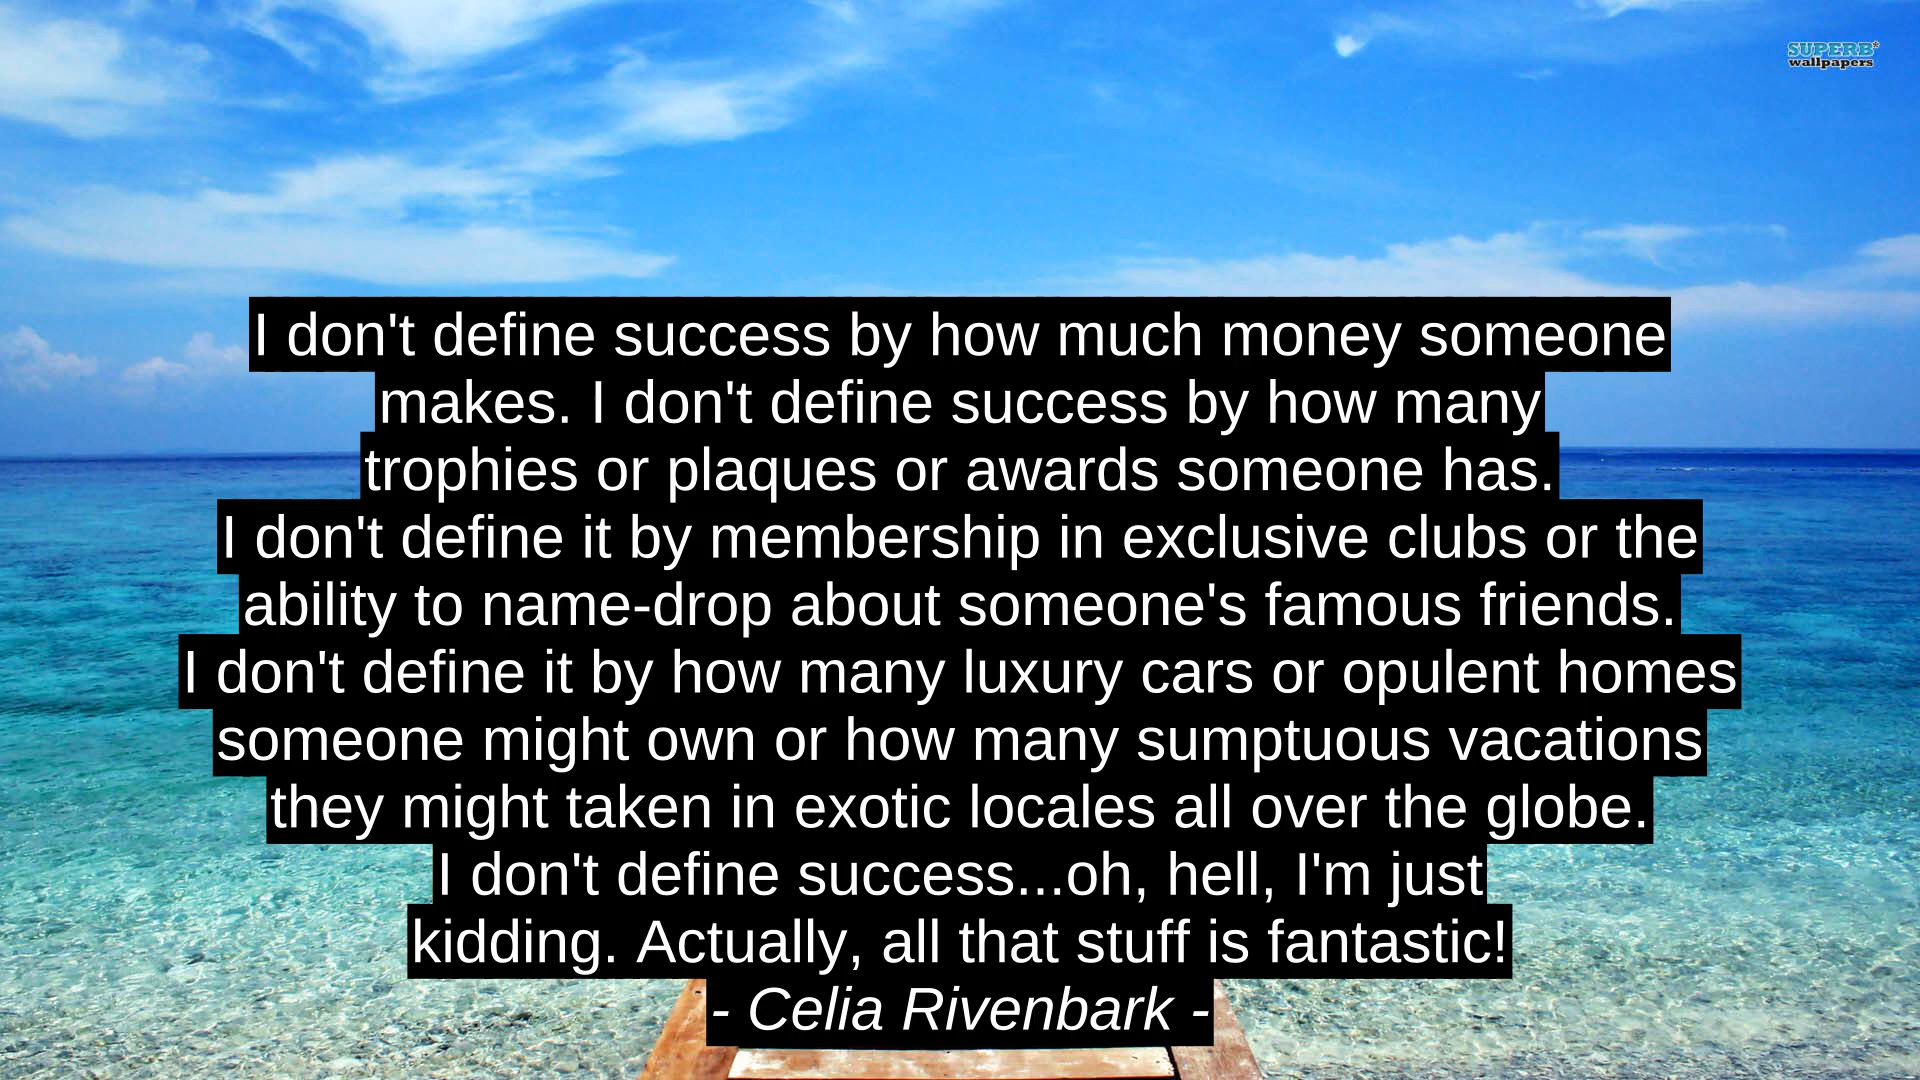 SUPERB
wallpapers
I don't define success by how much money someone
makes. I don't define success by how many
trophies or plaques or awards someone has.
I don't define it by membership in exclusive clubs or the
ability to name-drop about someone's famous friends.
I don't define it by how many luxury cars or opulent homes
someone might own or how many sumptuous vacations
they might taken in exotic locales all over the globe.
I don't define success...oh, hell, I'm just
kidding. Actually, all that stuff is fantastic!
- Celia Rivenbark -